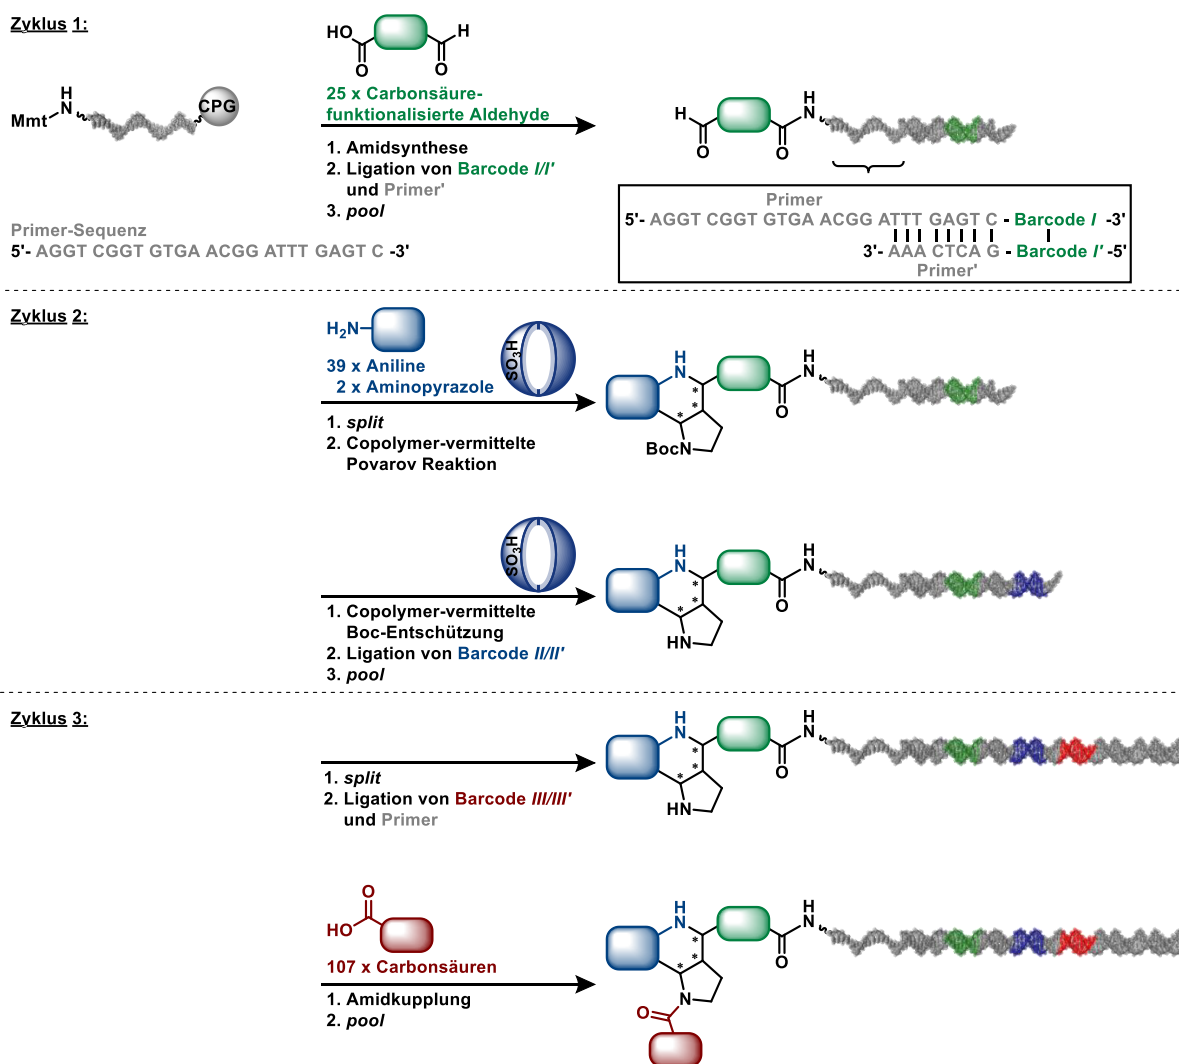 Zyklus 1:
HO
H
O
O
H
N
Mmt
CPG
25 x Carbonsäure-
funktionalisierte Aldehyde
1. Amidsynthese
2. Ligation von Barcode I/I'
und Primer'
3. pool
H
O
O
H
N
Primer
5'- AGGT CGGT GTGA ACGG ATTT GAGT C - Barcode I -3'
3'- AAA CTCA G - Barcode I' -5'
Primer'
Primer-Sequenz
5'- AGGT CGGT GTGA ACGG ATTT GAGT C -3'
Zyklus 2:
H2N
39 x Aniline
2 x Aminopyrazole
SO3H
1. split
2. Copolymer-vermittelte
Povarov Reaktion
H
N
H
N
O
*
*
*
BocN
SO3H
1. Copolymer-vermittelte
Boc-Entschützung
2. Ligation von Barcode II/II'
3. pool
H
N
H
N
O
*
*
*
HN
Zyklus 3:
1. split
2. Ligation von Barcode III/III'
und Primer
H
N
H
N
O
*
*
*
HN
O
HO
107 x Carbonsäuren
1. Amidkupplung
2. pool
H
N
H
N
O
*
*
*
N
O